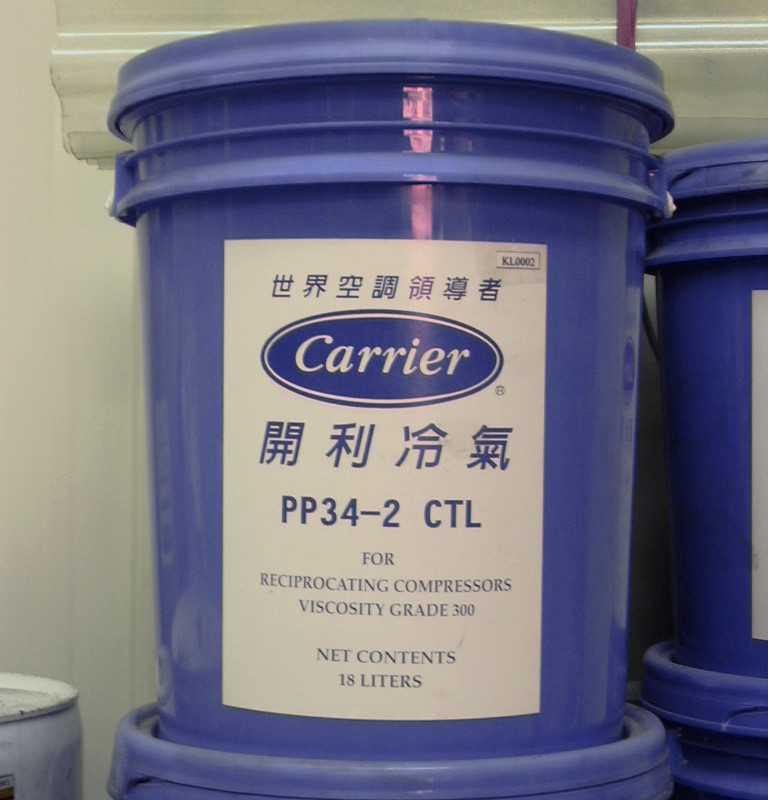 KL0002
世界空調領導者
Carrier
®
開利冷氣
PP34-2 CTL
FOR
RECIPROCATING COMPRESSORS
VISCOSITY GRADE 300
NET CONTENTS
18 LITERS